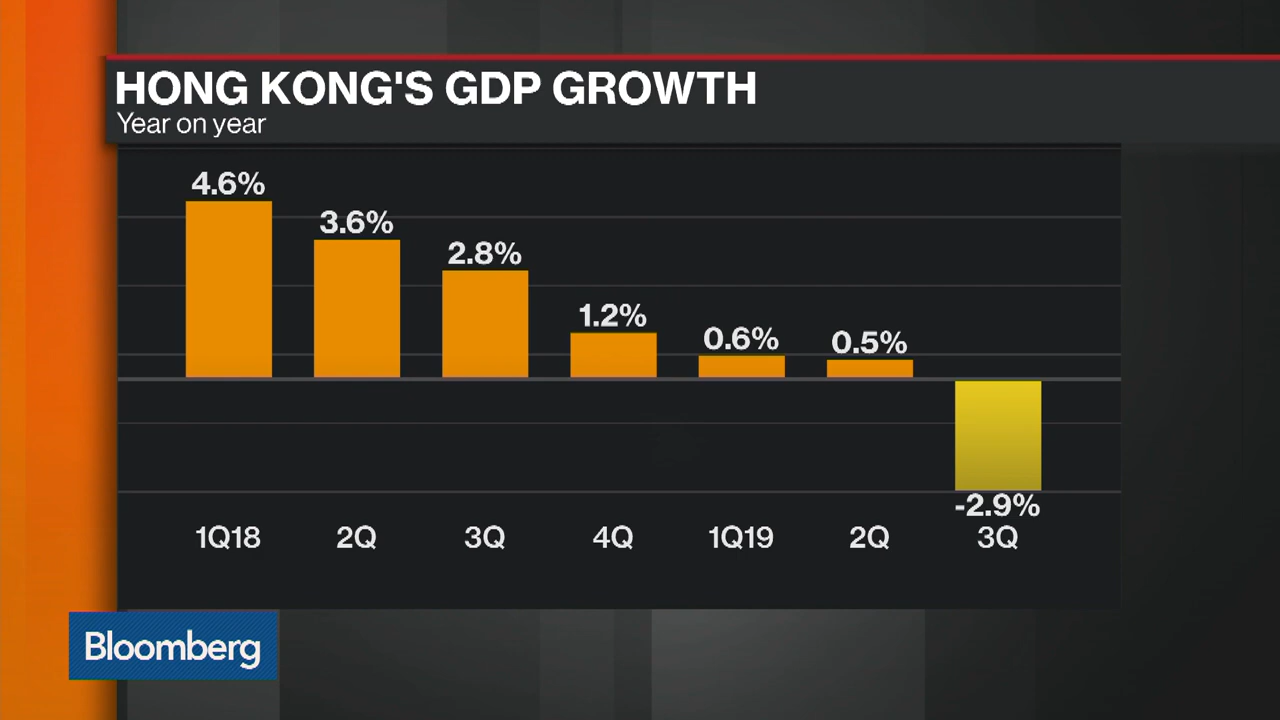 HONG KONG'S GDP GROWTH
Year on year
4.6%
3.6%
2.8%
1.2%
0.6%
0.5%
-2.9%
1Q18 2Q 3Q 4Q 1Q19 2Q 3Q
Bloomberg